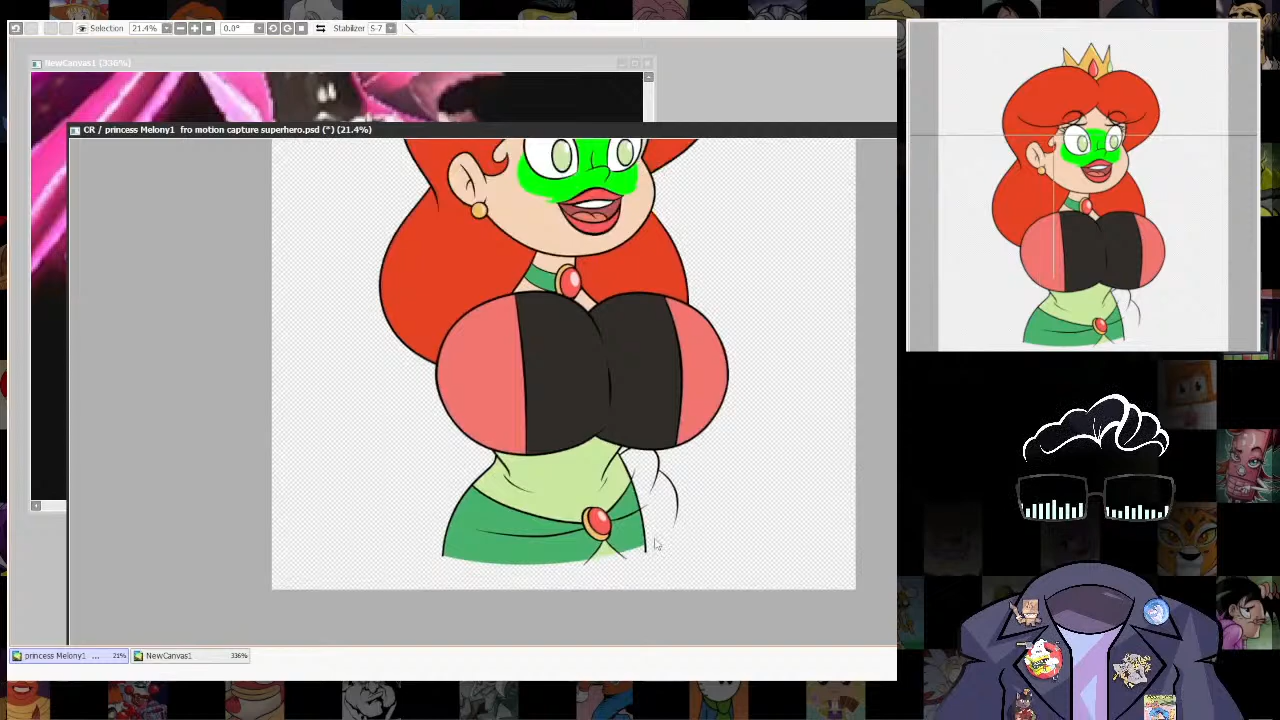 Selection 21.4% 0.0° Stabilizer S-7
NewCanvas1 (336%)
CR / princess Melony1 fro motion capture superhero.psd (*) (21.4%)
princess Melony1 ... 21% NewCanvas1 336%